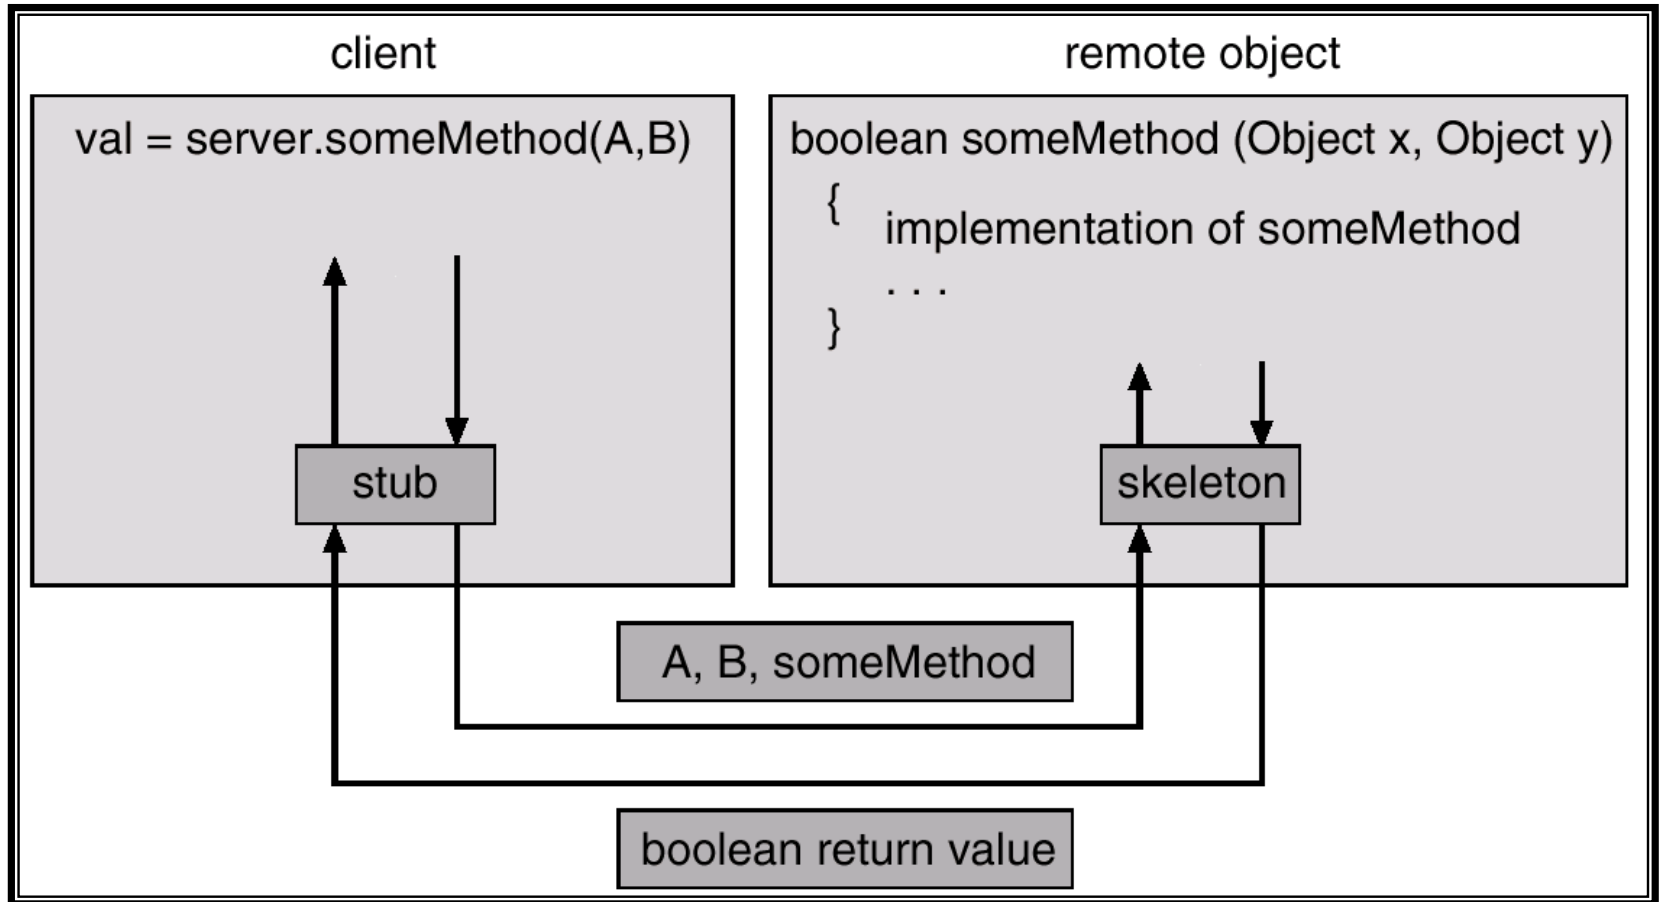 client
val = server.someMethod(A,B)
stub
remote object
boolean someMethod (Object x, Object y)
{
implementation of someMethod
. . .
}
skeleton
A, B, someMethod
boolean return value